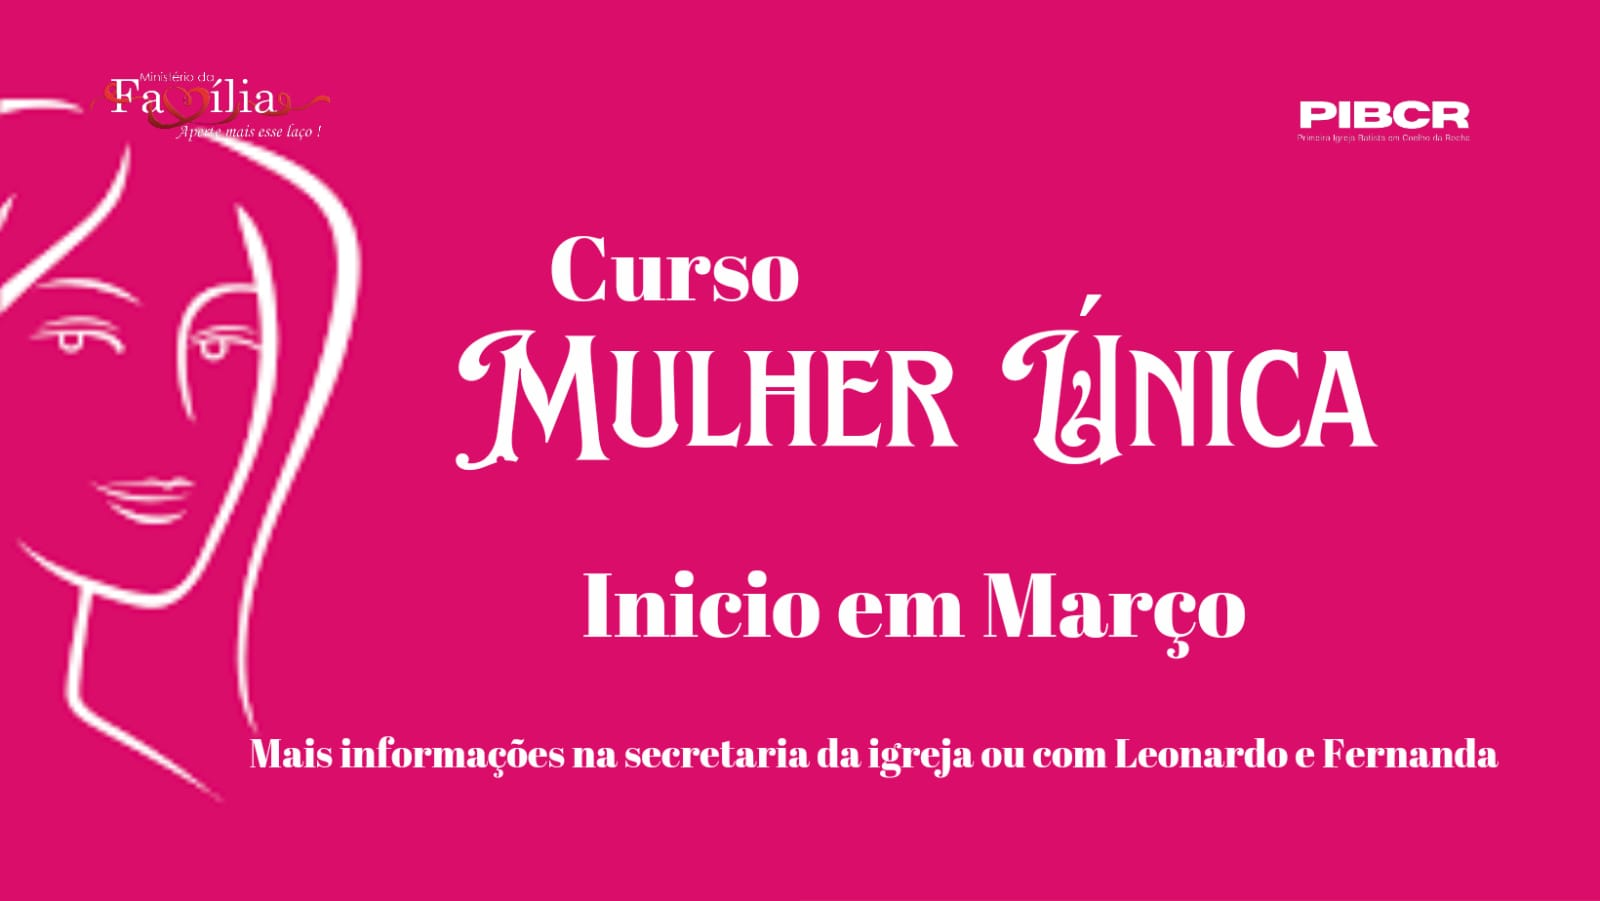 Ministério da
Família
Aperte mais esse laço !
PIBCR
Primeira Igreja Batista em Coelho da Rocha
Curso
MULHER ÚNICA
Inicio em Março
Mais informações na secretaria da igreja ou com Leonardo e Fernanda